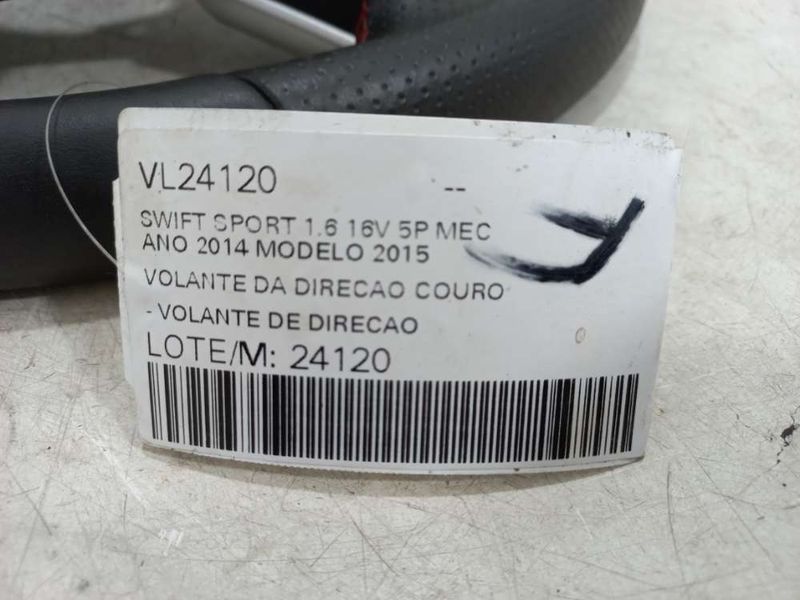 VL24120 --
SWIFT SPORT 1.6 16V 5P MEC
ANO 2014 MODELO 2015
VOLANTE DA DIRECAO COURO
- VOLANTE DE DIRECAO
LOTE/M: 24120